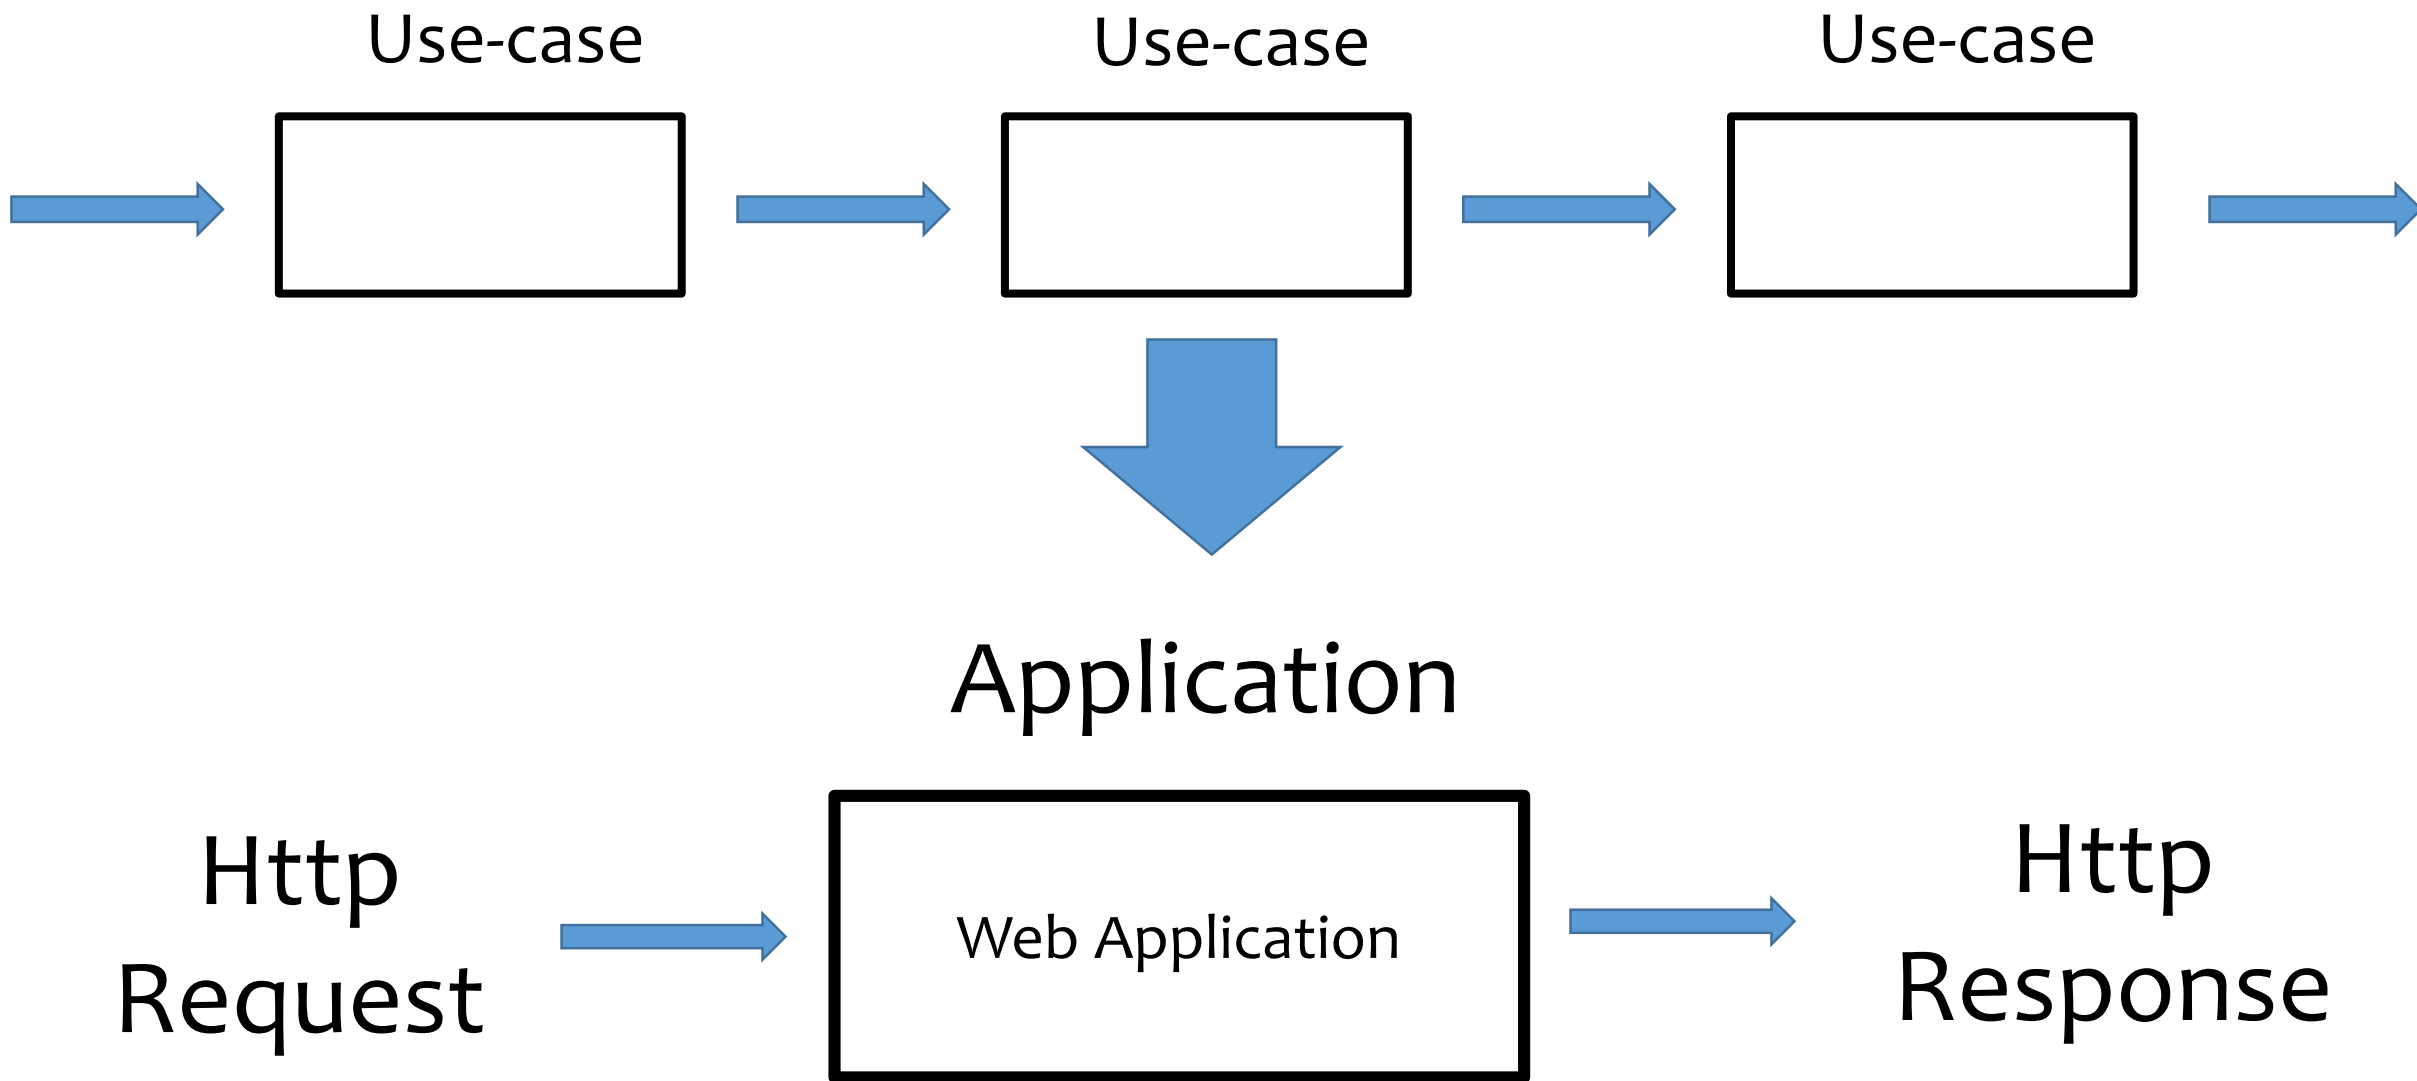 Use-case
Use-case
Use-case
Application
Http
Request
Web Application
Http
Response